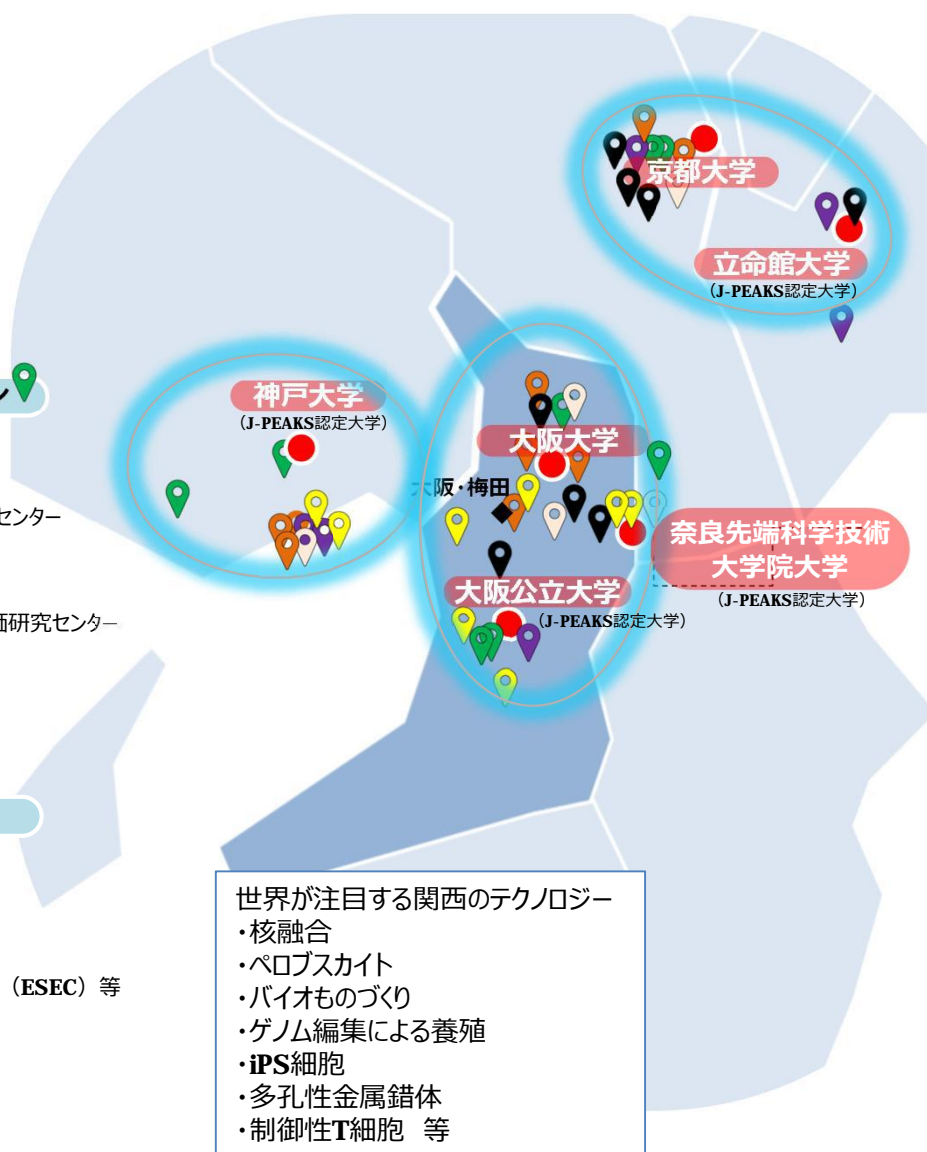 京都大学
立命館大学
（J-PEAKS認定大学）
ン
神戸大学
（J-PEAKS認定大学）
大阪大学
大阪・梅田
センター
奈良先端科学技術
大学院大学
（J-PEAKS認定大学）
大阪公立大学
（J-PEAKS認定大学）
価研究センター
世界が注目する関西のテクノロジー
・核融合
・ペロブスカイト
・バイオものづくり
・ゲノム編集による養殖
・iPS細胞
・多孔性金属錯体
・制御性T細胞 等
（ESEC）等